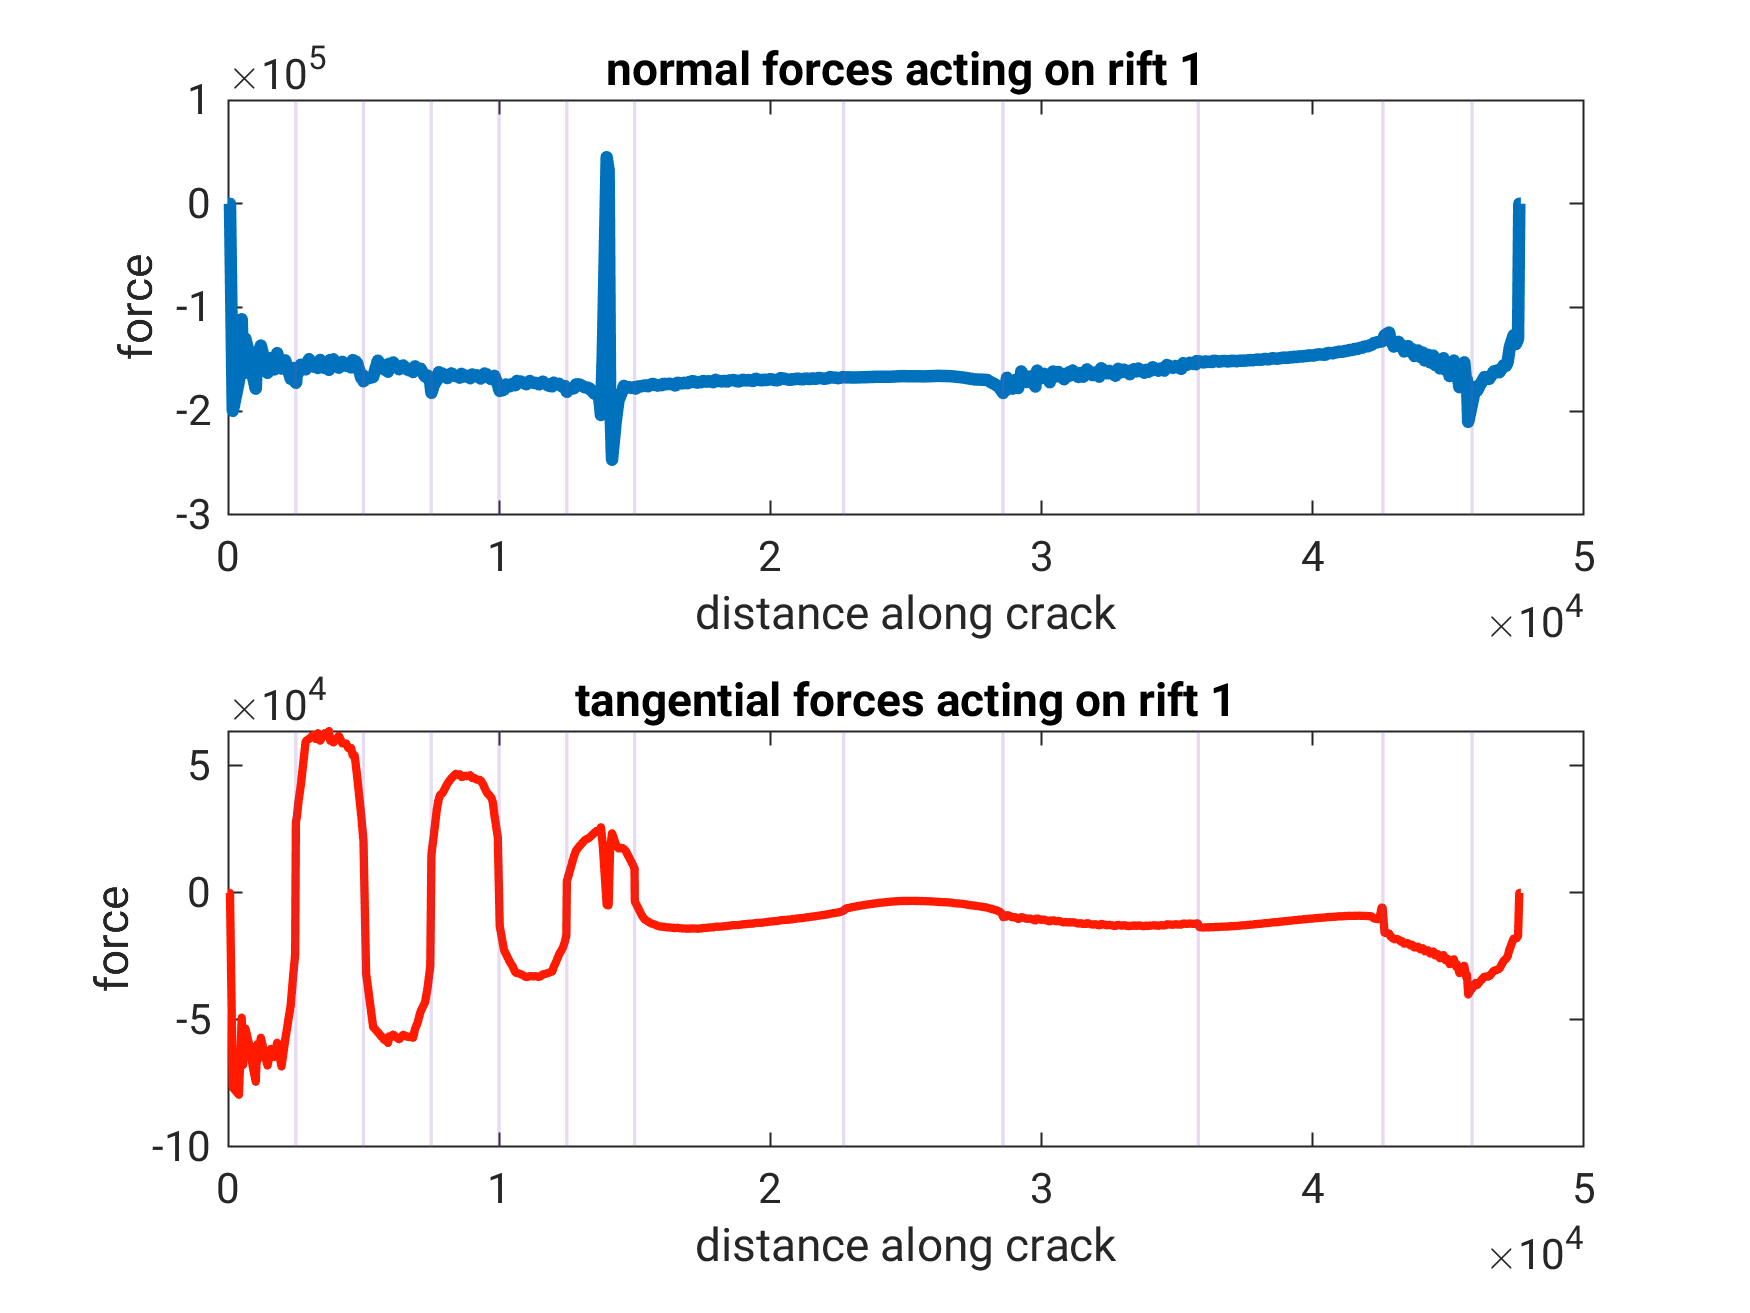 ×10^5
normal forces acting on rift 1
1
0
-1
-2
-3
force
0 1 2 3 4 5
distance along crack
×10^4
×10^4
tangential forces acting on rift 1
5
0
-5
-10
force
0 1 2 3 4 5
distance along crack
×10^4